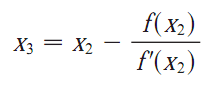 x₃ = x₂ − f(x₂) / f′(x₂)